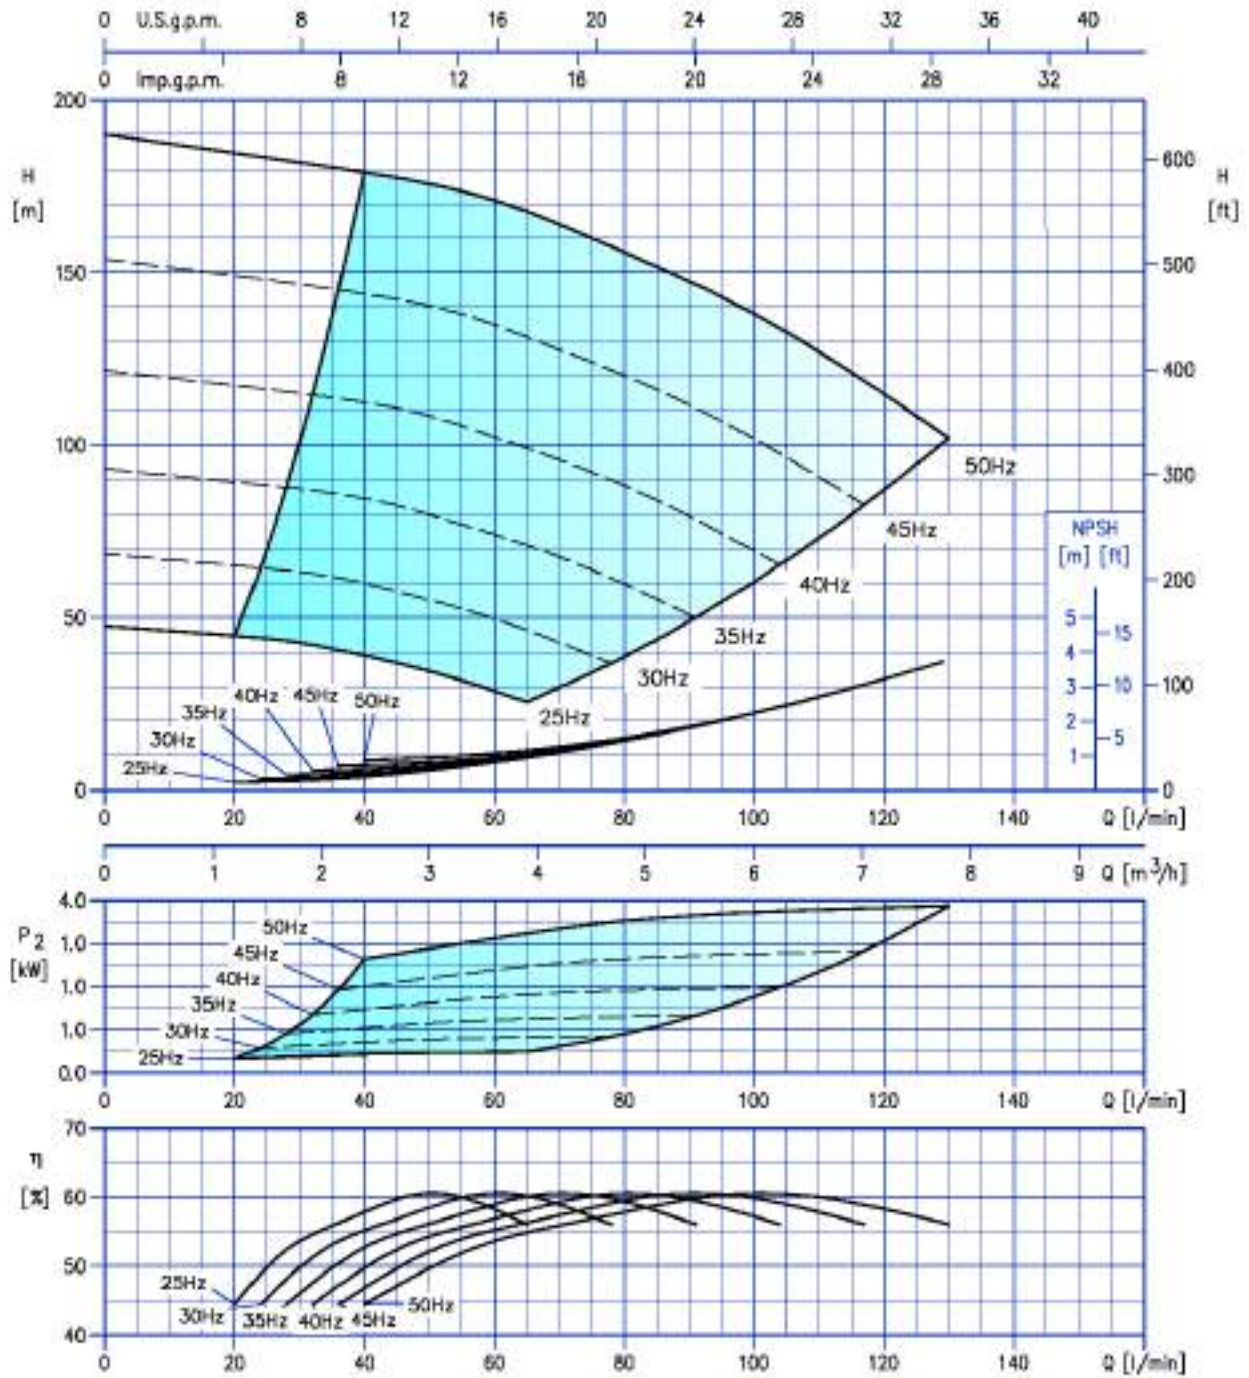 0 U.S.g.p.m. 8 12 16 20 24 28 32 36 40
0 Imp.g.p.m. 8 12 16 20 24 28 32
200
600
H
[m]
H
[ft]
500
150
400
100
50Hz
300
45Hz
NPSH
[m] [ft]
40Hz
200
50
5
15
35Hz
4
30Hz
3
10
100
40Hz 45Hz 50Hz
35Hz
25Hz
2
5
30Hz
1
25Hz
0
0
0 20 40 60 80 100 120 140 Q [l/min]
0 1 2 3 4 5 6 7 8 9 Q [m³/h]
4.0
P2
[kW]
50Hz
1.0
45Hz
40Hz
1.0
35Hz
1.0
30Hz
25Hz
0.0
0 20 40 60 80 100 120 140 Q [l/min]
70
η
[%]
60
50
25Hz
30Hz 35Hz 40Hz 45Hz 50Hz
40
0 20 40 60 80 100 120 140 Q [l/min]